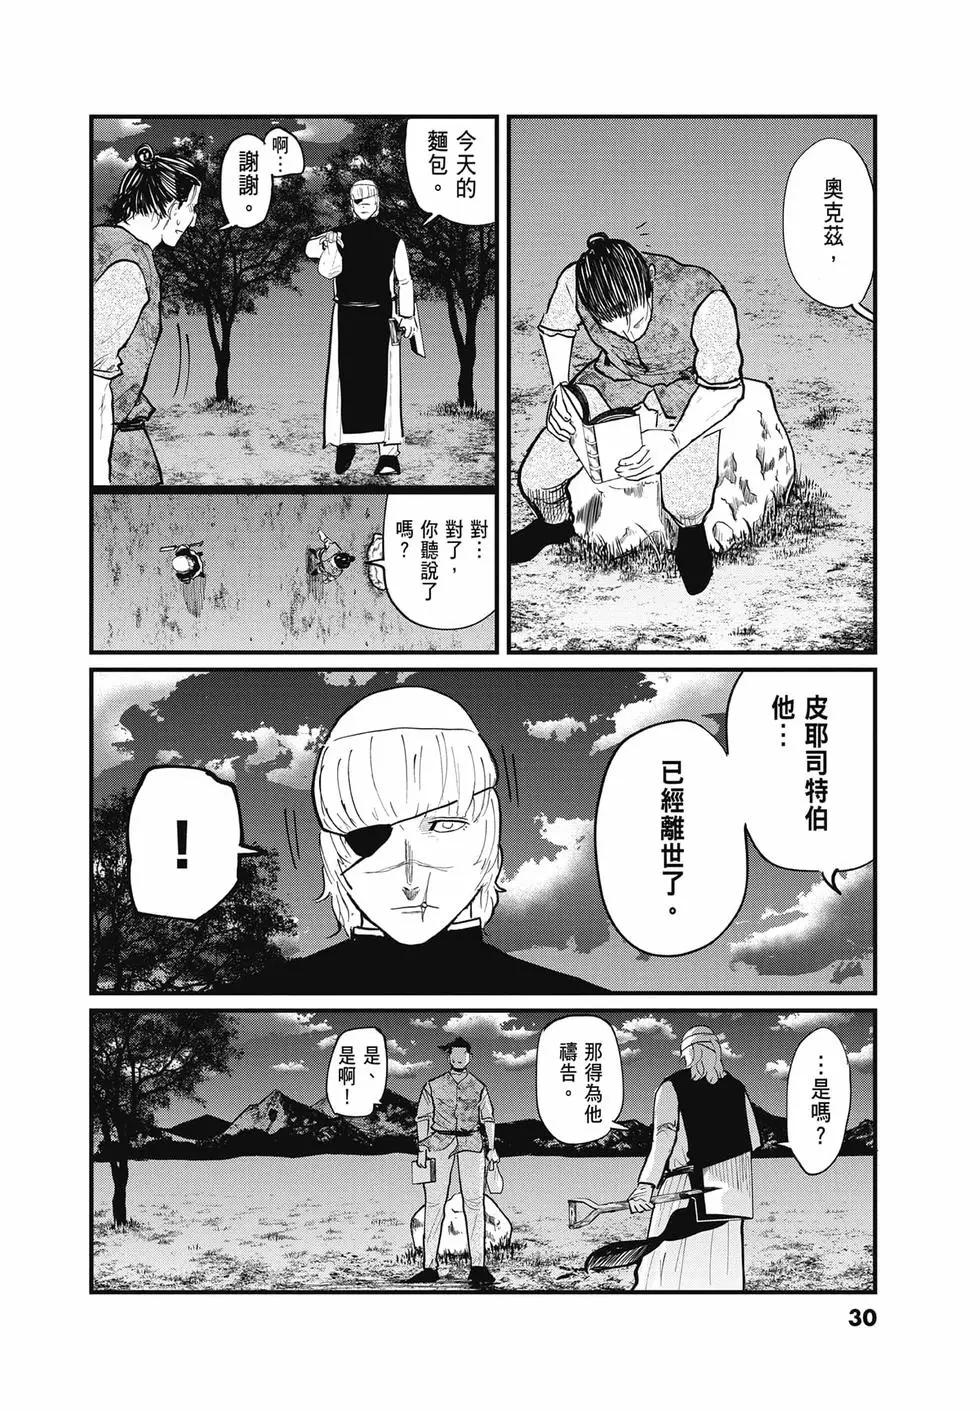 奧克茲，
今天的
麵包。
啊…
謝謝。
對…
對了，
你聽說了
嗎？
皮耶司特伯
他…
已經離世了。
！
…是嗎？
那得為他
禱告。
是、
是啊！
30